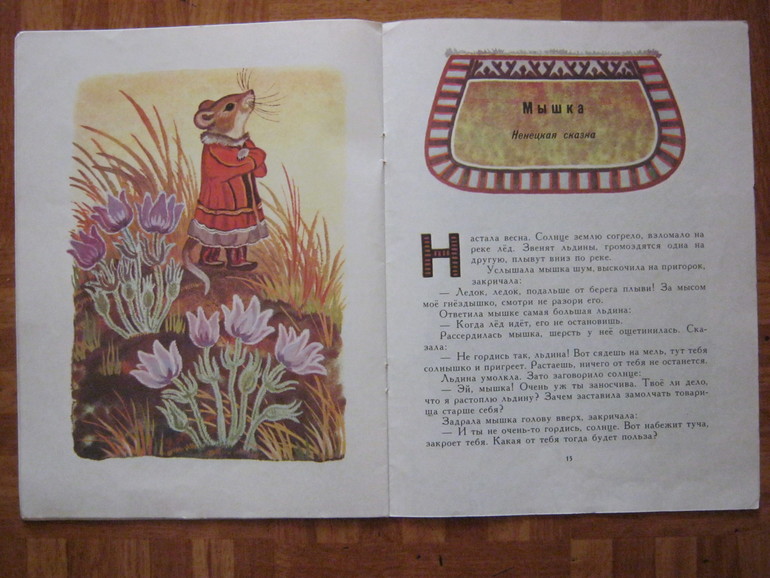 Мышка
Ненецкая сказка
Настала весна. Солнце землю согрело, взломало на
реке лёд. Звенят льдины, громоздятся одна на
другую, плывут вниз по реке.
Услышала мышка шум, выскочила на пригорок,
закричала:
— Ледок, ледок, подальше от берега плыви! За мысом
моё гнёздышко, смотри не разори его.
Ответила мышке самая большая льдина:
— Когда лёд идёт, его не остановишь.
Рассердилась мышка, шерсть у неё ощетинилась. Ска-
зала:
— Не гордись так, льдина! Вот сядешь на мель, тут тебя
солнышко и пригреет. Растаешь, ничего от тебя не останется.
Льдина умолкла. Зато заговорило солнце:
— Эй, мышка! Очень уж ты заносчива. Твоё ли дело,
что я растоплю льдину? Зачем заставила замолчать товари-
ща старше себя?
Задрала мышка голову вверх, закричала:
— И ты не очень-то гордись, солнце. Вот набежит туча,
закроет тебя. Какая от тебя тогда будет польза?
13